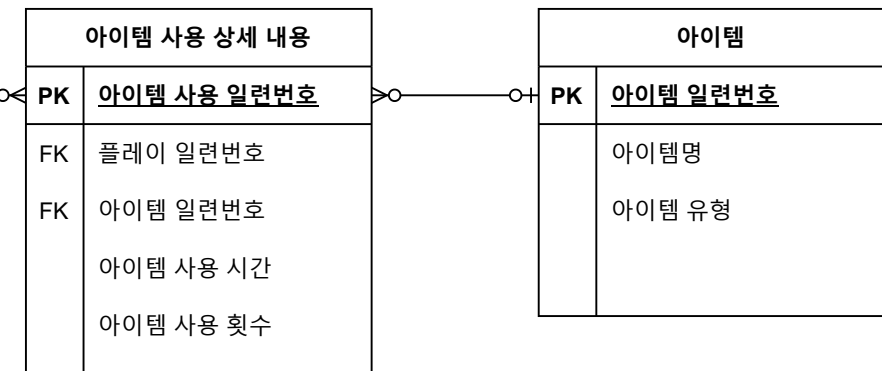 아이템 사용 상세 내용
PK 아이템 사용 일련번호
FK 플레이 일련번호
FK 아이템 일련번호
아이템 사용 시간
아이템 사용 횟수
아이템
PK 아이템 일련번호
아이템명
아이템 유형